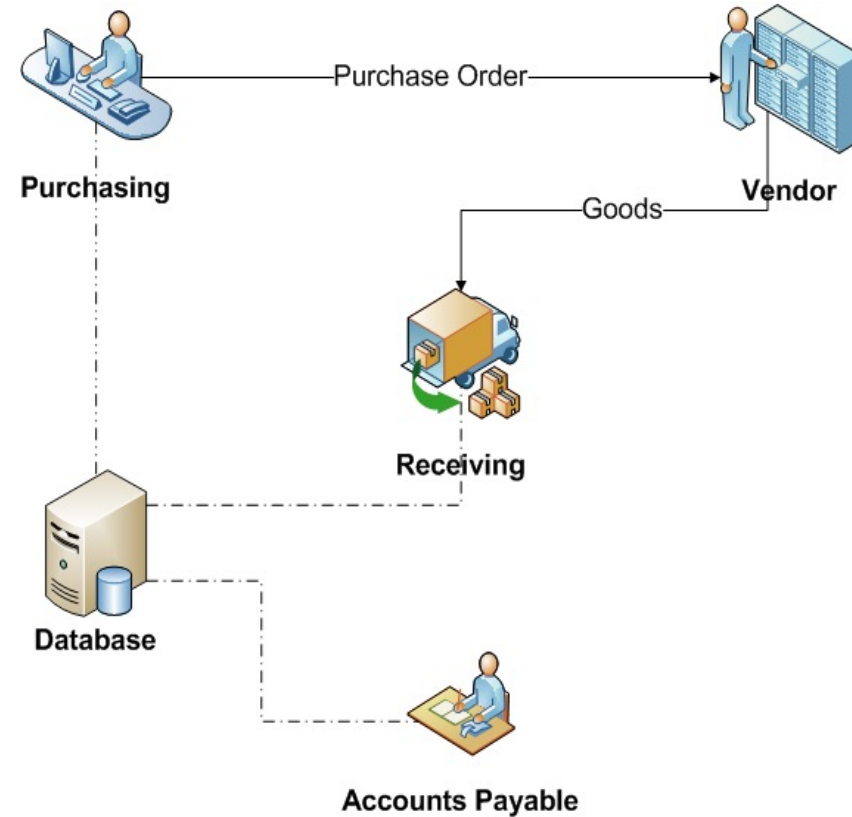 Purchase Order
Purchasing
Vendor
Goods
Receiving
Database
Accounts Payable